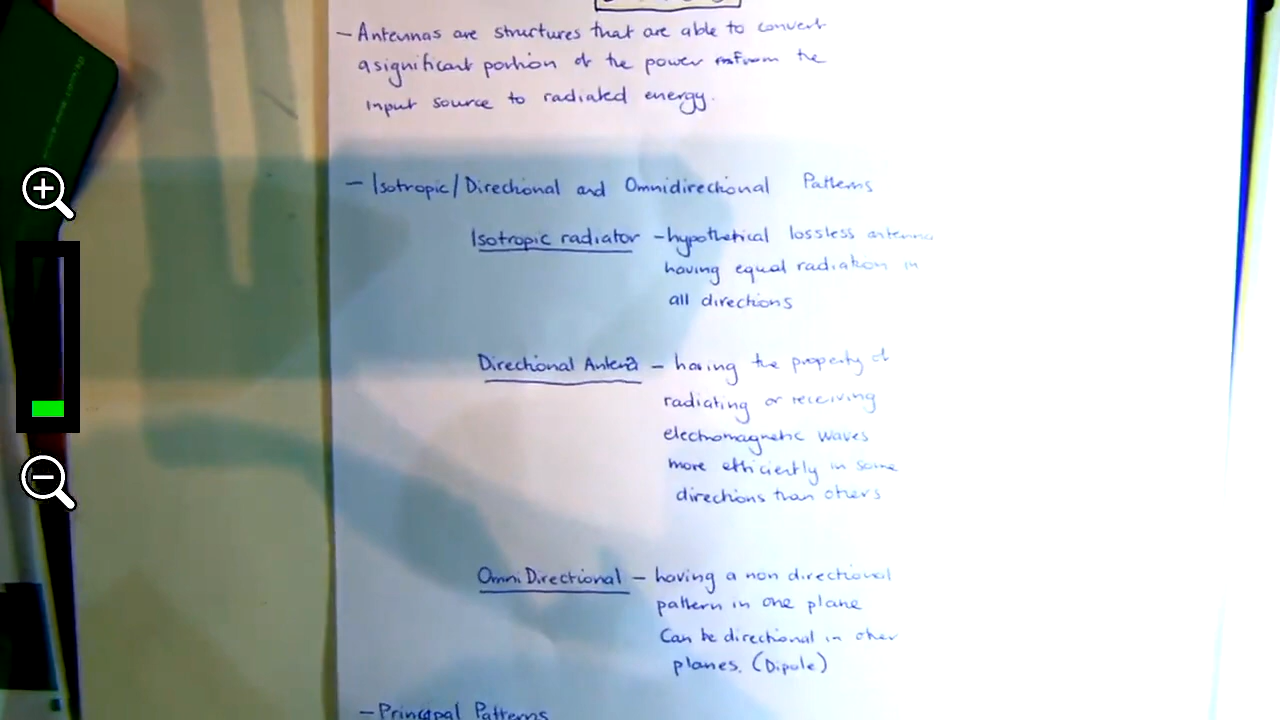 - Antennas are structures that are able to convert
a significant portion of the power from the
input source to radiated energy.
- Isotropic/Directional and Omnidirectional Patterns
Isotropic radiator - hypothetical lossless antenna
having equal radiation in
all directions
Directional Antena - having the property of
radiating or receiving
electromagnetic waves
more efficiently in some
directions than others
Omni Directional - having a non directional
pattern in one plane
Can be directional in other
planes. (Dipole)
- Principal Patterns